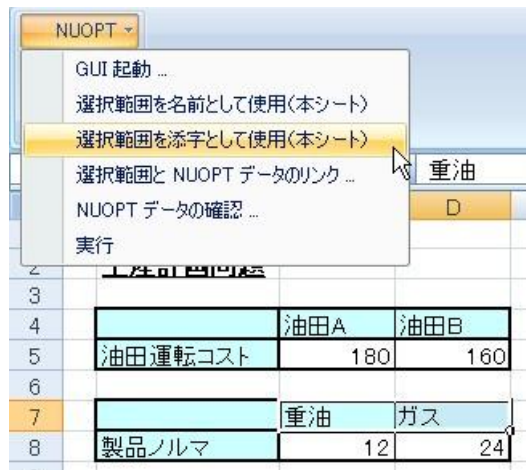 NUOPT
GUI 起動 ...
選択範囲を名前として使用(本シート)
選択範囲を添字として使用(本シート)
選択範囲と NUOPT データのリンク ...
重油
NUOPT データの確認 ...
D
実行
2
3
4 油田A 油田B
5 油田運転コスト 180 160
6
7 重油 ガス
8 製品ノルマ 12 24